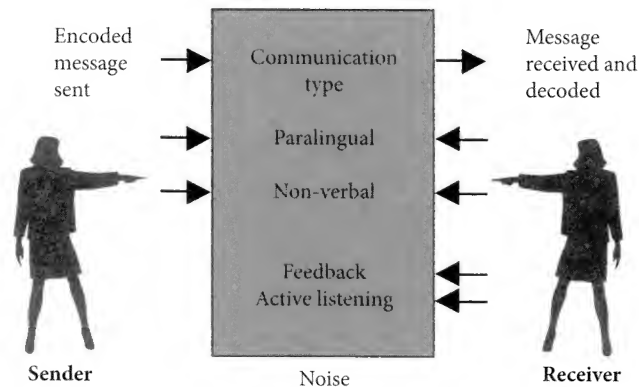 Encoded
message
sent
Communication
type
Message
received and
decoded
Paralingual
Non-verbal
Feedback
Active listening
Sender
Noise
Receiver